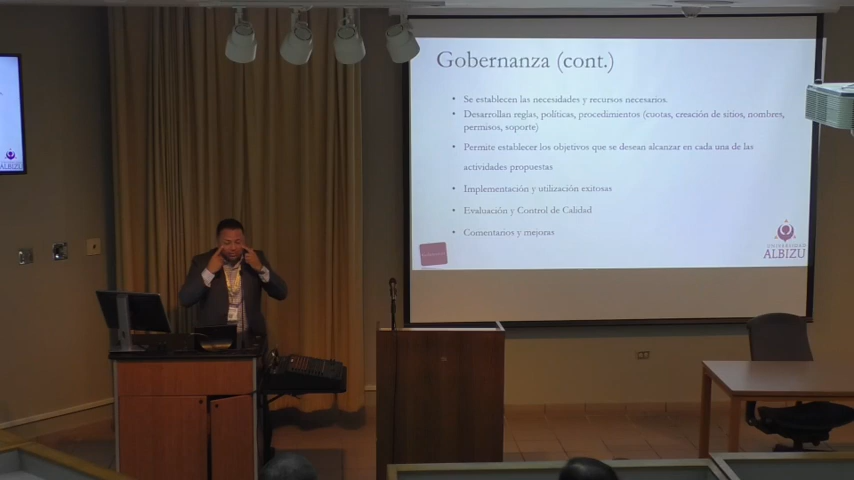 Gobernanza (cont.)
• Se establecen las necesidades y recursos necesarios.
• Desarrollan reglas, políticas, procedimientos (cuotas, creación de sitios, nombres,
permisos, soporte)
• Permite establecer los objetivos que se desean alcanzar en cada una de las
actividades propuestas
• Implementación y utilización exitosas
• Evaluación y Control de Calidad
• Comentarios y mejoras
UNIVERSIDAD
ALBIZU
ALBIZU